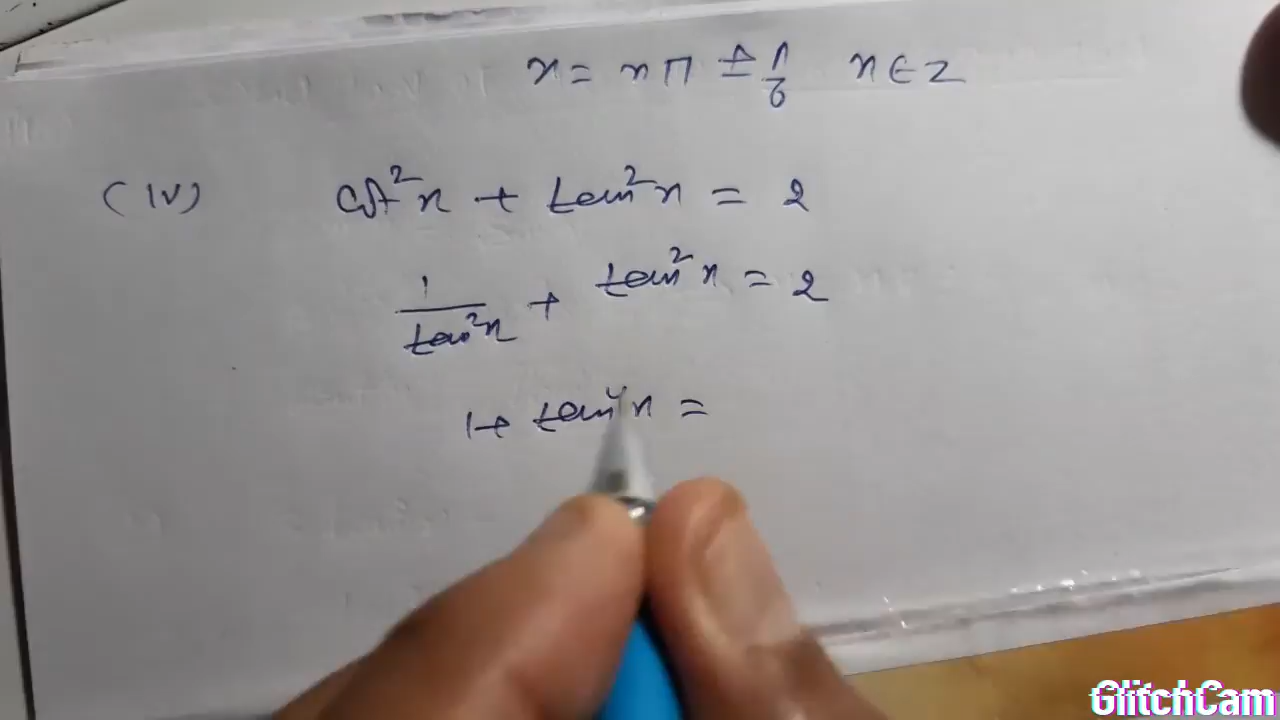 x = nπ ± π/6 n ∈ Z
(IV) cot²x + tan²x = 2
1/tan²x + tan²x = 2
1 + tan⁴x =
GlitchCam